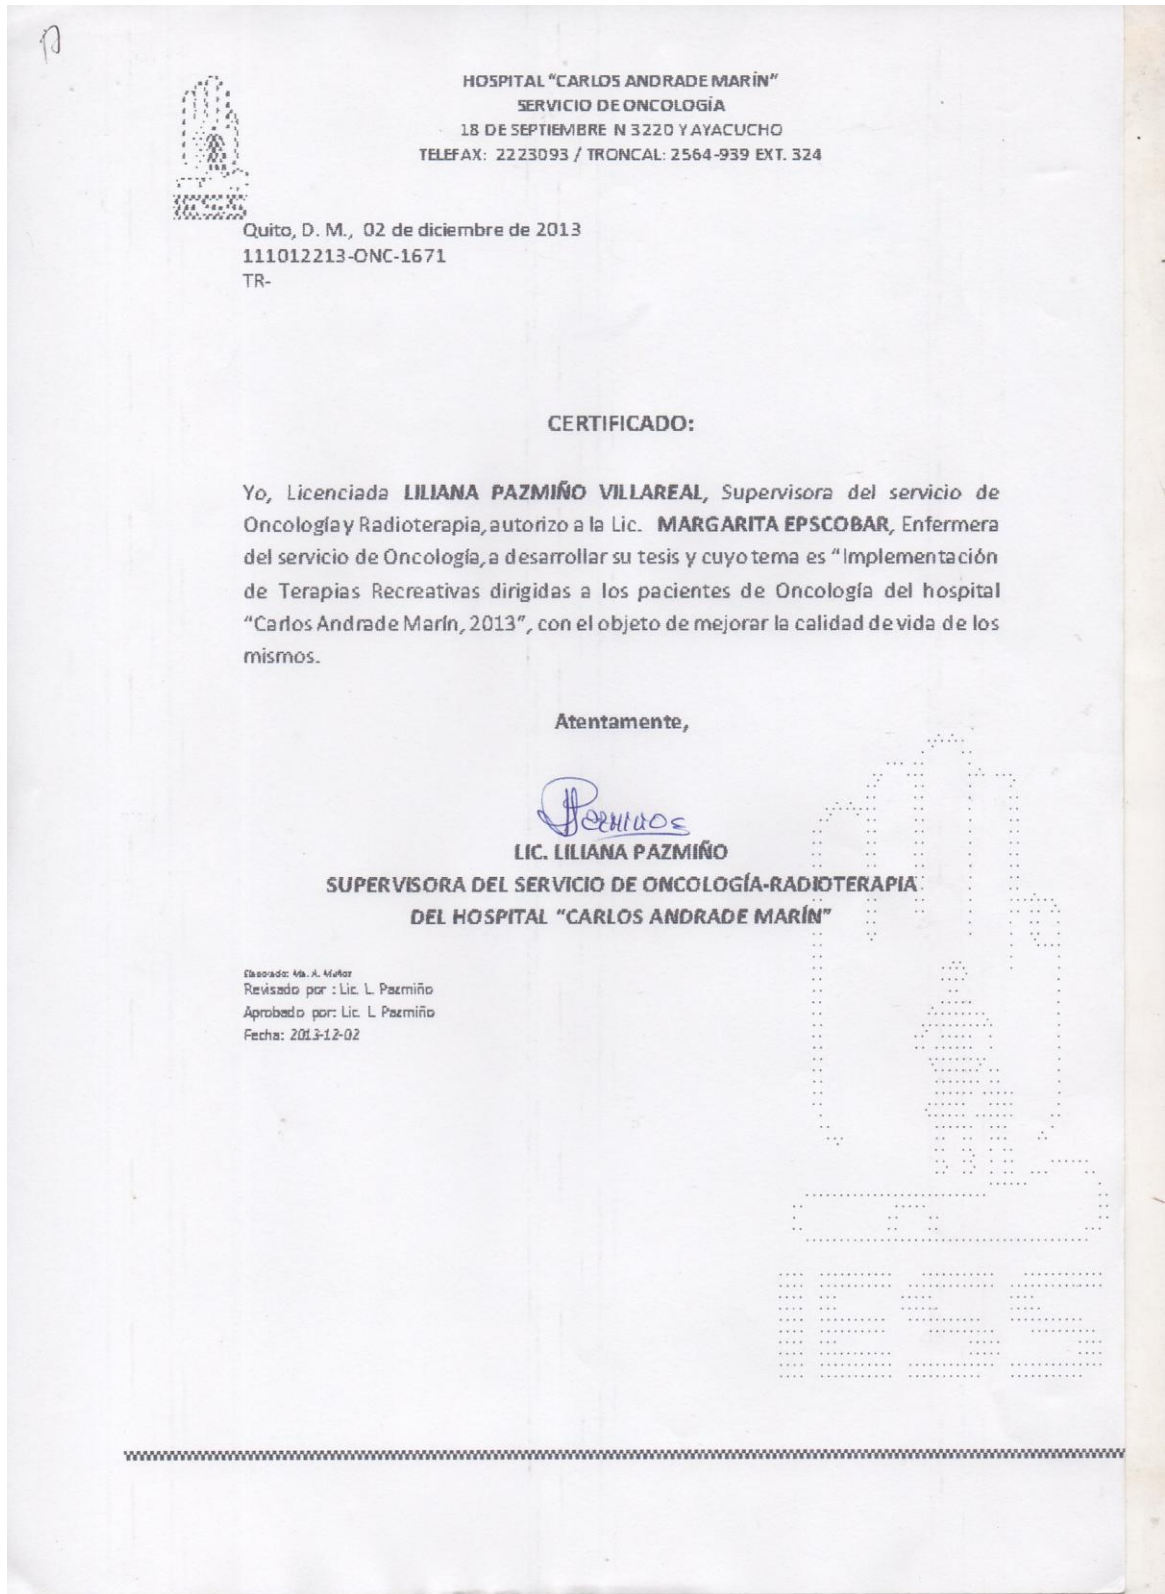 HOSPITAL “CARLOS ANDRADE MARÍN”
SERVICIO DE ONCOLOGÍA
18 DE SEPTIEMBRE N 3220 Y AYACUCHO
TELEFAX: 2223093 / TRONCAL: 2564-939 EXT. 324
IESS
Quito, D. M., 02 de diciembre de 2013
111012213-ONC-1671
TR-
CERTIFICADO:
Yo, Licenciada LILIANA PAZMIÑO VILLAREAL, Supervisora del servicio de
Oncología y Radioterapia, autorizo a la Lic. MARGARITA EPSCOBAR, Enfermera
del servicio de Oncología, a desarrollar su tesis y cuyo tema es “Implementación
de Terapias Recreativas dirigidas a los pacientes de Oncología del hospital
“Carlos Andrade Marín, 2013”, con el objeto de mejorar la calidad de vida de los
mismos.
Atentamente,
LIC. LILIANA PAZMIÑO
SUPERVISORA DEL SERVICIO DE ONCOLOGÍA-RADIOTERAPIA
DEL HOSPITAL “CARLOS ANDRADE MARÍN”
Elaborado: Ma. A.
Revisado por : Lic. L. Pazmiño
Aprobado por: Lic. L Pazmiño
Fecha: 2013-12-02
IESS